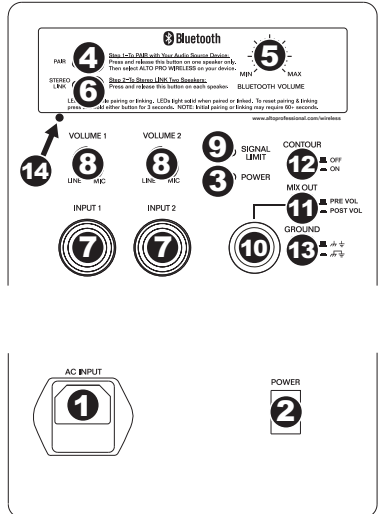 Bluetooth
4
5
PAIR
Step 1–To PAIR with Your Audio Source Device:
Press and release this button on one speaker only.
Then select ALTO PRO WIRELESS on your device.
MIN
MAX
STEREO
LINK
6
Step 2–To Stereo LINK Two Speakers:
Press and release this button on each speaker.
BLUETOOTH VOLUME
pairing or linking. LEDs light solid when paired or linked. To reset pairing & linking
either button for 3 seconds. NOTE: Initial pairing or linking may require 60+ seconds.
www.altoprofessional.com/wireless
14
VOLUME 1
VOLUME 2
9
SIGNAL
LIMIT
CONTOUR
8
8
12
OFF
ON
LINE
MIC
LINE
MIC
3
POWER
MIX OUT
11
PRE VOL
POST VOL
INPUT 1
INPUT 2
GROUND
7
7
10
13
AC INPUT
1
POWER
2